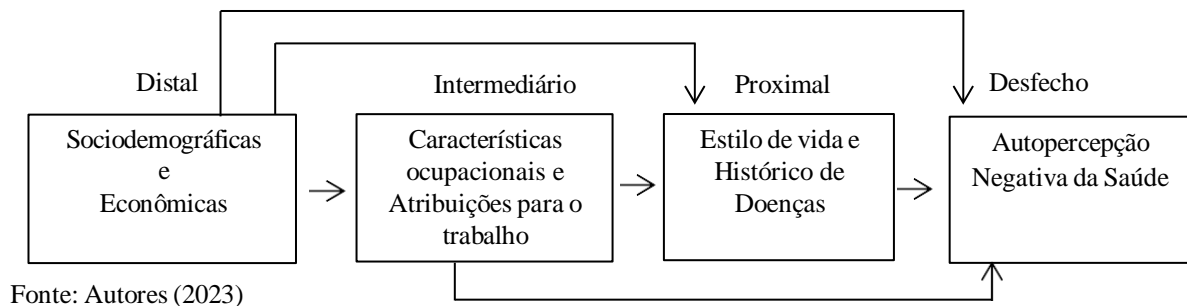 Distal
Intermediário
Proximal
Desfecho
Sociodemográficas
e
Econômicas
Características
ocupacionais e
Atribuições para o
trabalho
Estilo de vida e
Histórico de
Doenças
Autopercepção
Negativa da Saúde
Fonte: Autores (2023)